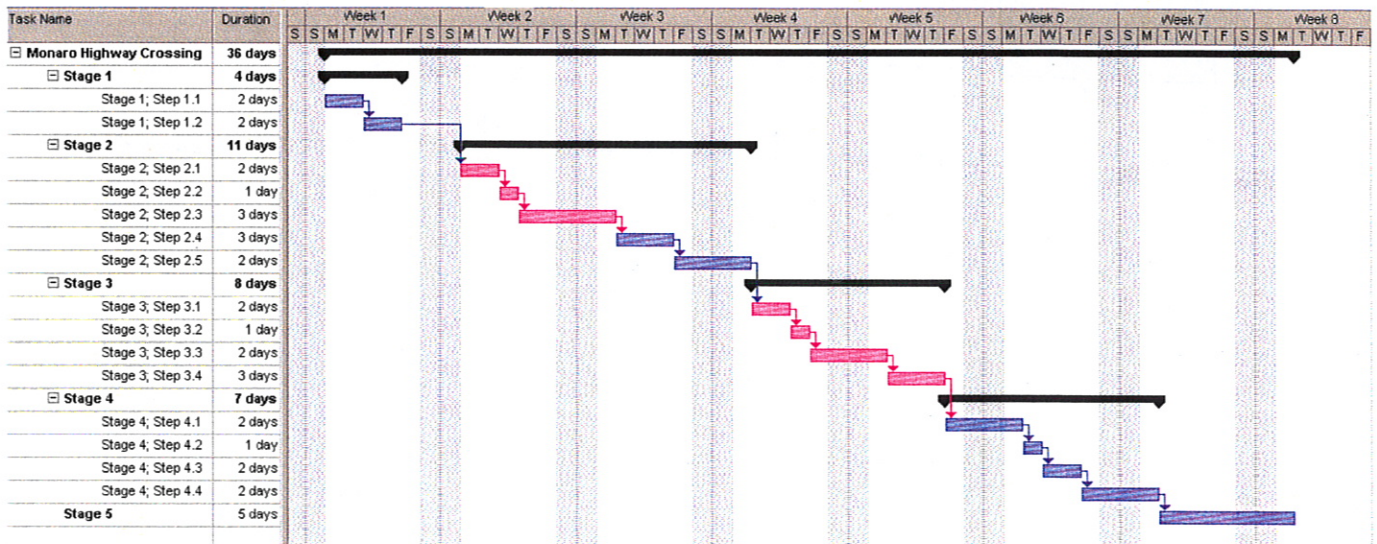 Task Name Duration Week 1 Week 2 Week 3 Week 4 Week 5 Week 6 Week 7 Week 8
S S M T W T F S S M T W T F S S M T W T F S S M T W T F S S M T W T F S S M T W T F S S M T W T F S S M T W T F
Monaro Highway Crossing 36 days
Stage 1 4 days
Stage 1; Step 1.1 2 days
Stage 1; Step 1.2 2 days
Stage 2 11 days
Stage 2; Step 2.1 2 days
Stage 2; Step 2.2 1 day
Stage 2; Step 2.3 3 days
Stage 2; Step 2.4 3 days
Stage 2; Step 2.5 2 days
Stage 3 8 days
Stage 3; Step 3.1 2 days
Stage 3; Step 3.2 1 day
Stage 3; Step 3.3 2 days
Stage 3; Step 3.4 3 days
Stage 4 7 days
Stage 4; Step 4.1 2 days
Stage 4; Step 4.2 1 day
Stage 4; Step 4.3 2 days
Stage 4; Step 4.4 2 days
Stage 5 5 days